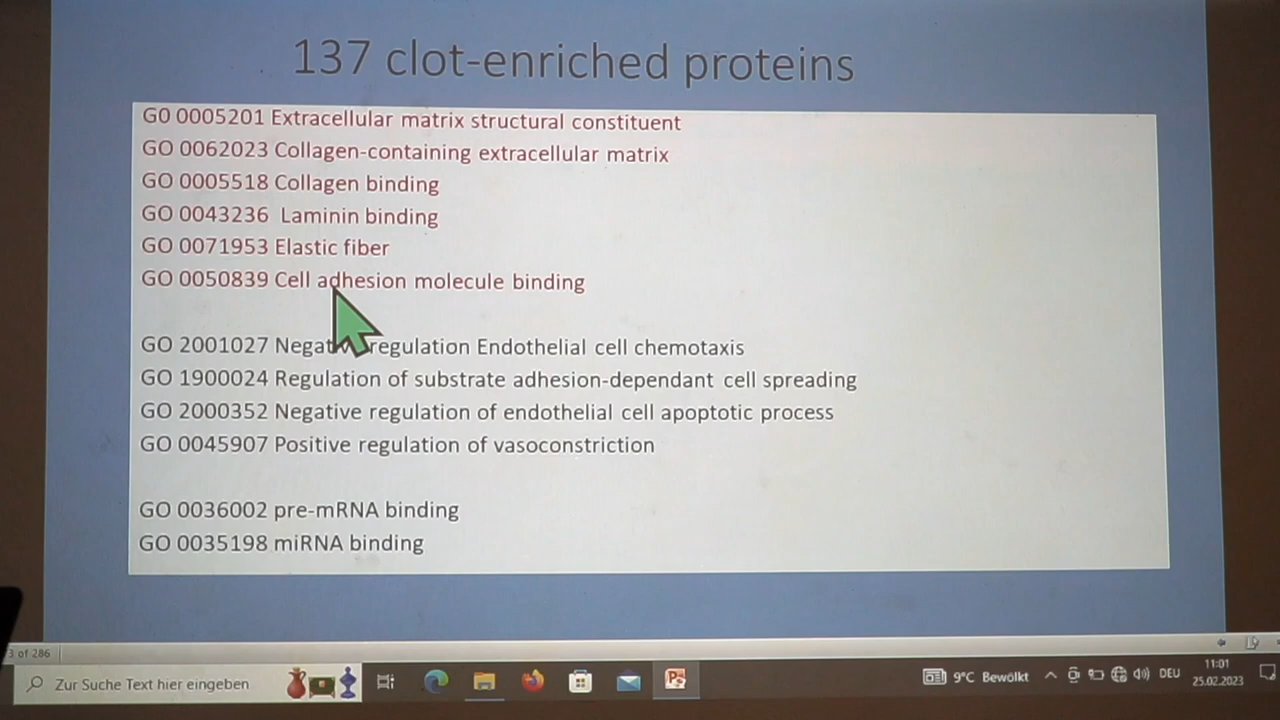 137 clot-enriched proteins
G0 0005201 Extracellular matrix structural constituent
GO 0062023 Collagen-containing extracellular matrix
GO 0005518 Collagen binding
GO 0043236 Laminin binding
GO 0071953 Elastic fiber
GO 0050839 Cell adhesion molecule binding
GO 2001027 Negative regulation Endothelial cell chemotaxis
GO 1900024 Regulation of substrate adhesion-dependant cell spreading
GO 2000352 Negative regulation of endothelial cell apoptotic process
GO 0045907 Positive regulation of vasoconstriction
GO 0036002 pre-mRNA binding
GO 0035198 miRNA binding
3 of 286
Zur Suche Text hier eingeben
9°C Bewölkt
DEU
11:01
25.02.2023